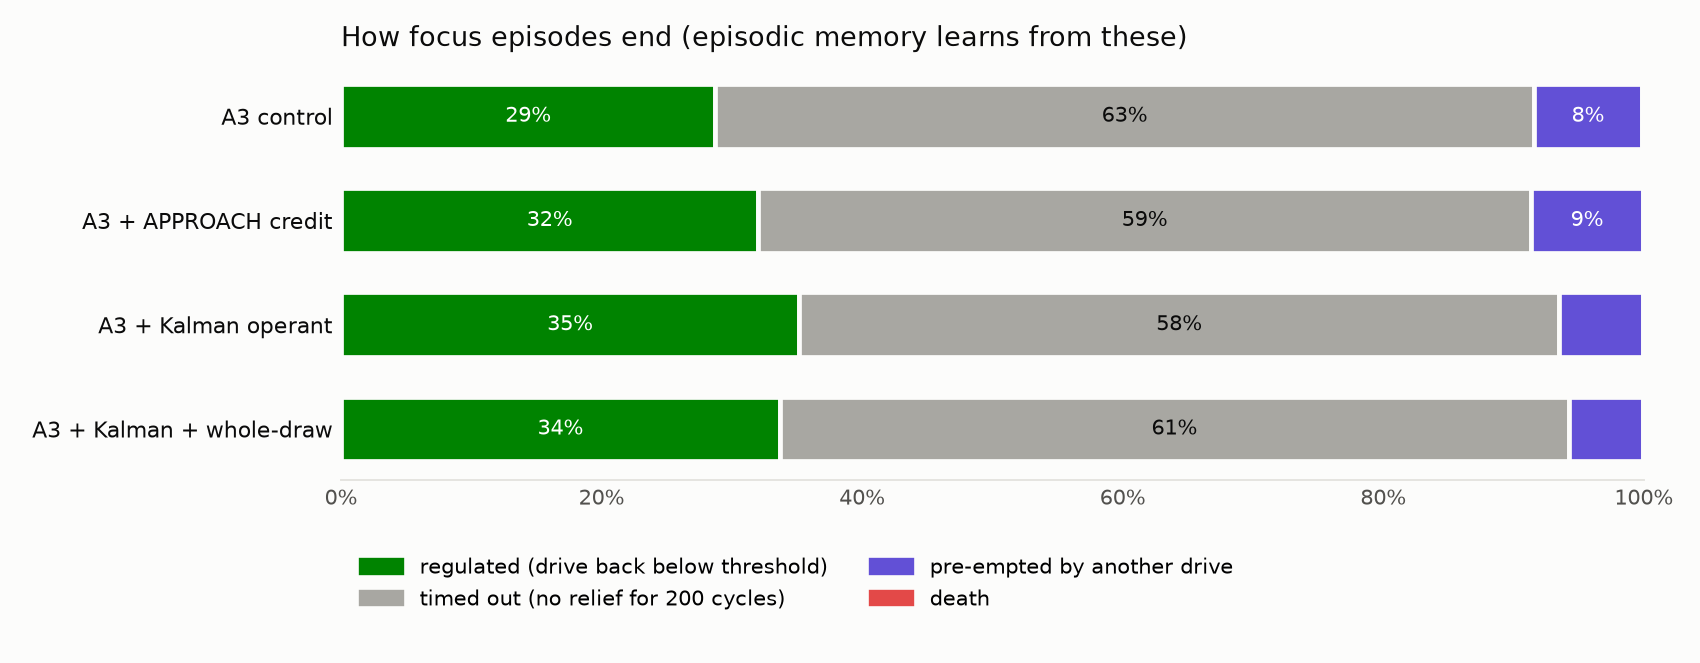 How focus episodes end (episodic memory learns from these)
A3 control
29%
63%
8%
A3 + APPROACH credit
32%
59%
9%
A3 + Kalman operant
35%
58%
A3 + Kalman + whole-draw
34%
61%
0%
20%
40%
60%
80%
100%
regulated (drive back below threshold)
pre-empted by another drive
timed out (no relief for 200 cycles)
death